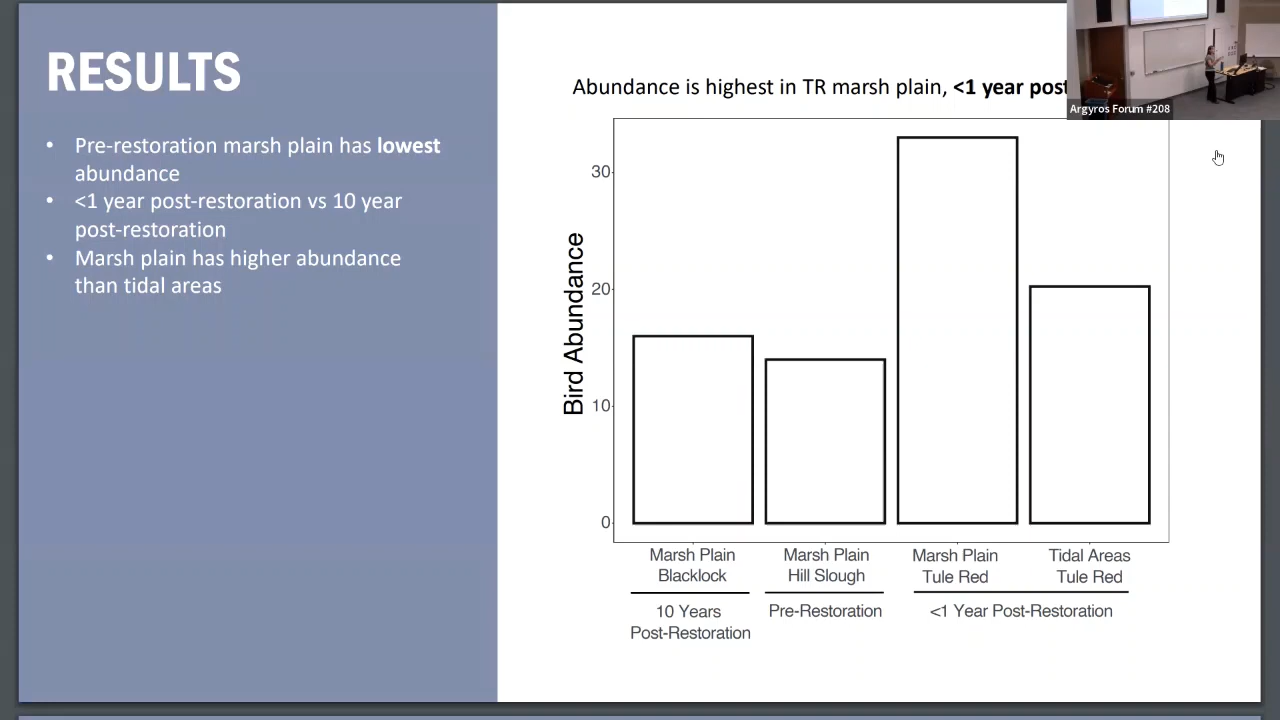 RESULTS
• Pre-restoration marsh plain has lowest
abundance
• <1 year post-restoration vs 10 year
post-restoration
• Marsh plain has higher abundance
than tidal areas
Abundance is highest in TR marsh plain, <1 year post
Argyros Forum #208
Bird Abundance
30
20
10
0
Marsh Plain
Blacklock
Marsh Plain
Hill Slough
Marsh Plain
Tule Red
Tidal Areas
Tule Red
10 Years
Post-Restoration
Pre-Restoration
<1 Year Post-Restoration